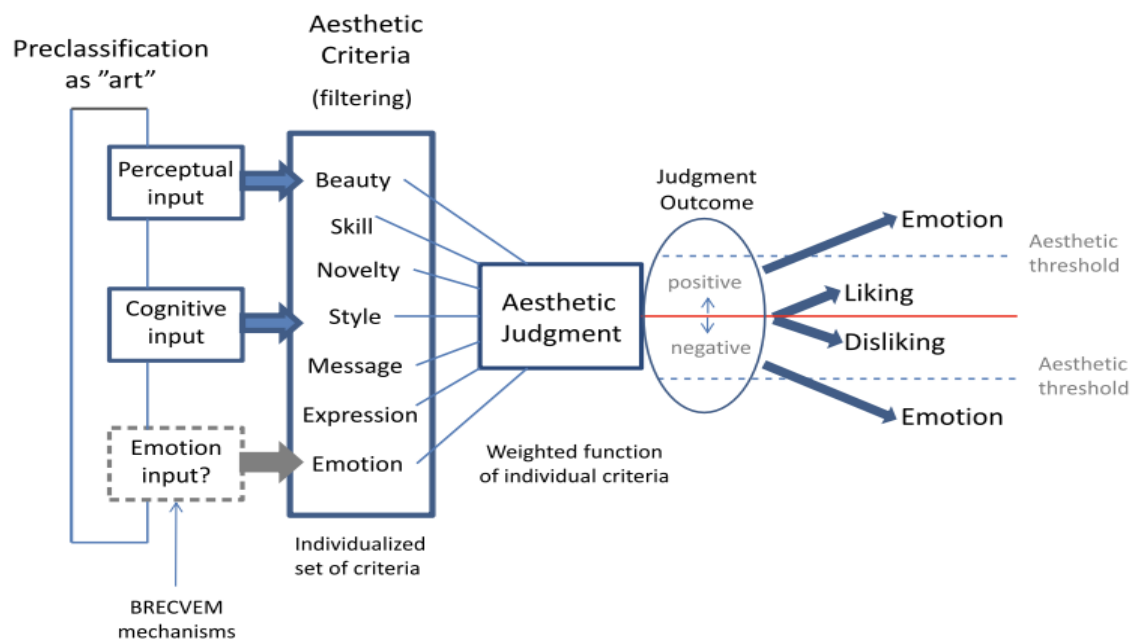 Preclassification
as ”art”
Aesthetic
Criteria
(filtering)
Perceptual
input
Cognitive
input
Emotion
input?
BRECVEM
mechanisms
Beauty
Skill
Novelty
Style
Message
Expression
Emotion
Individualized
set of criteria
Aesthetic
Judgment
Weighted function
of individual criteria
Judgment
Outcome
positive
negative
Emotion
Aesthetic
threshold
Liking
Disliking
Aesthetic
threshold
Emotion